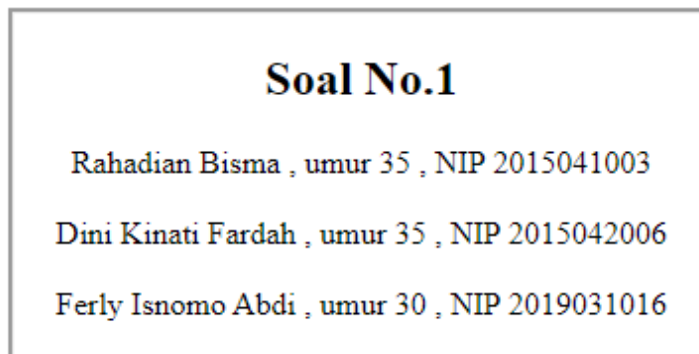 Soal No.1
Rahadian Bisma , umur 35 , NIP 2015041003
Dini Kinati Fardah , umur 35 , NIP 2015042006
Ferly Isnomo Abdi , umur 30 , NIP 2019031016